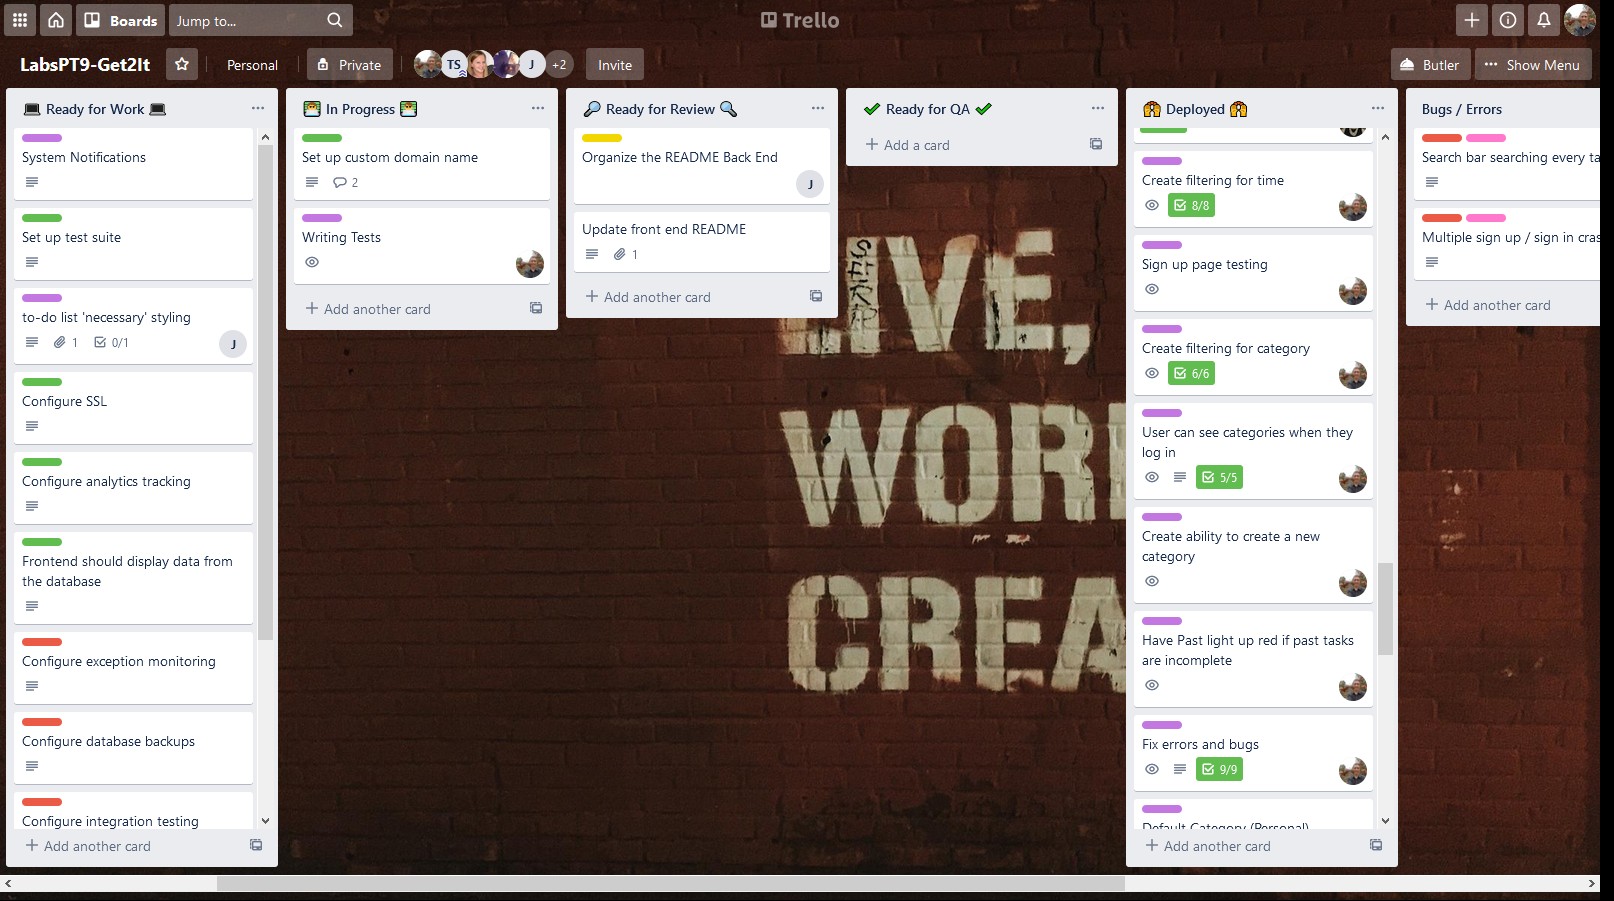 Boards
Jump to...
Trello
LabsPT9-Get2It
Personal
Private
TS
J
+2
Invite
Butler
Show Menu
Ready for Work
System Notifications
Set up test suite
to-do list 'necessary' styling
1
0/1
J
Configure SSL
Configure analytics tracking
Frontend should display data from
the database
Configure exception monitoring
Configure database backups
Configure integration testing
Add another card
In Progress
Set up custom domain name
2
Writing Tests
Add another card
Ready for Review
Organize the README Back End
J
Update front end README
1
Add another card
Ready for QA
Add a card
Deployed
Create filtering for time
8/8
Sign up page testing
Create filtering for category
6/6
User can see categories when they
log in
5/5
Create ability to create a new
category
Have Past light up red if past tasks
are incomplete
Fix errors and bugs
9/9
Default Category (Personal)
Add another card
Bugs / Errors
Search bar searching every ta
Multiple sign up / sign in cras
Add another card
LIVE,
WOR
CREA